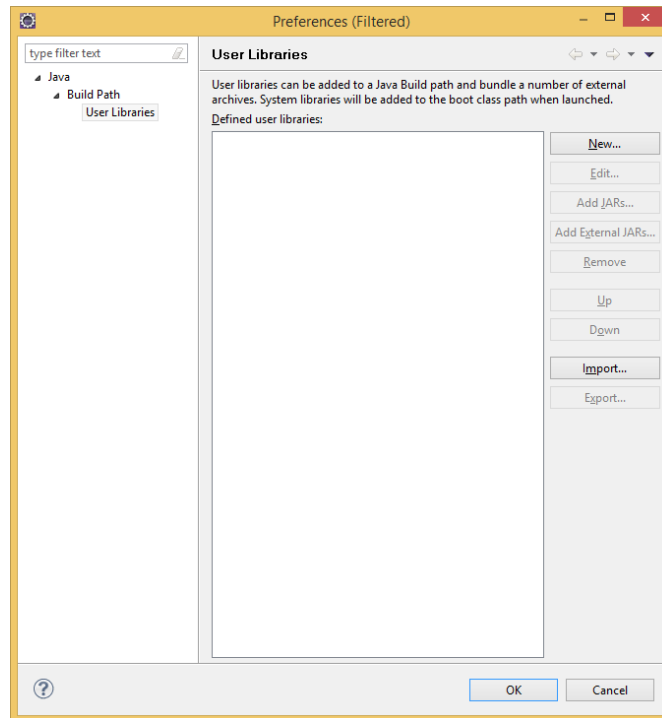 Preferences (Filtered)
type filter text
Java
Build Path
User Libraries
User Libraries
User libraries can be added to a Java Build path and bundle a number of external
archives. System libraries will be added to the boot class path when launched.
Defined user libraries:
New...
Edit...
Add JARs...
Add External JARs...
Remove
Up
Down
Import...
Export...
OK
Cancel